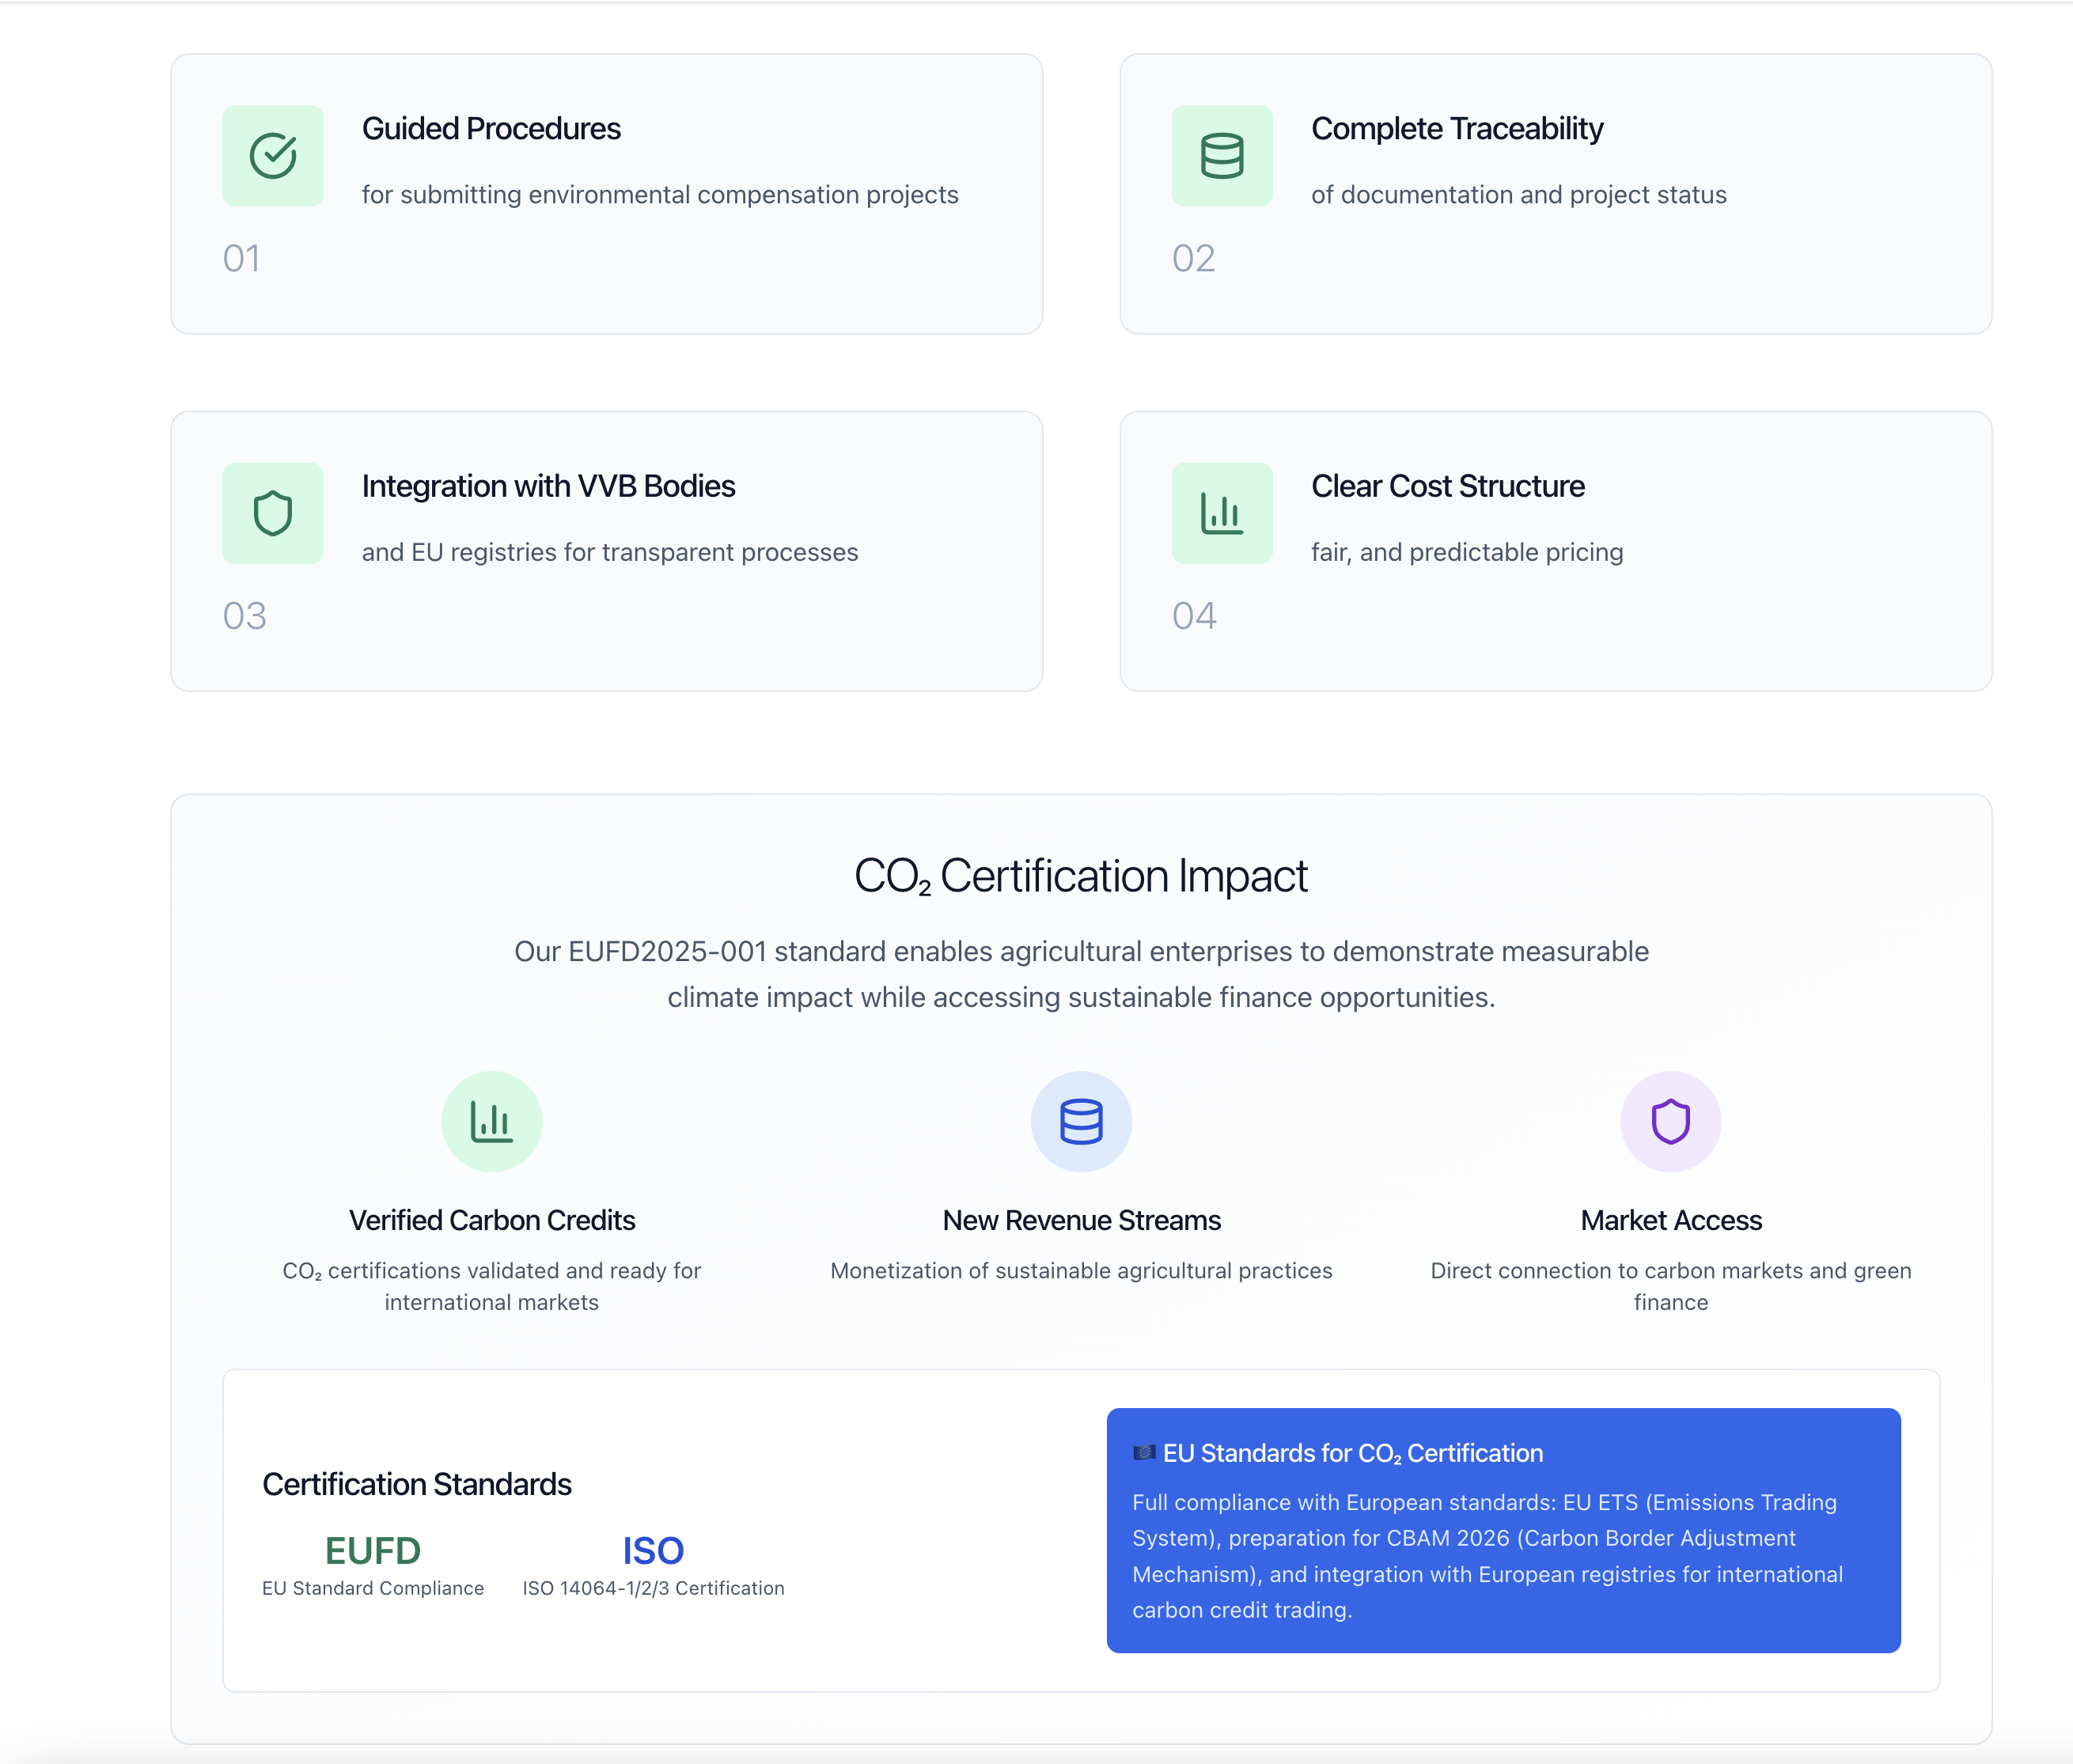 Guided Procedures
for submitting environmental compensation projects
01
Complete Traceability
of documentation and project status
02
Integration with VVB Bodies
and EU registries for transparent processes
03
Clear Cost Structure
fair, and predictable pricing
04
CO₂ Certification Impact
Our EUFD2025-001 standard enables agricultural enterprises to demonstrate measurable
climate impact while accessing sustainable finance opportunities.
Verified Carbon Credits
CO₂ certifications validated and ready for
international markets
New Revenue Streams
Monetization of sustainable agricultural practices
Market Access
Direct connection to carbon markets and green
finance
Certification Standards
EUFD
EU Standard Compliance
ISO
ISO 14064-1/2/3 Certification
EU Standards for CO₂ Certification
Full compliance with European standards: EU ETS (Emissions Trading
System), preparation for CBAM 2026 (Carbon Border Adjustment
Mechanism), and integration with European registries for international
carbon credit trading.